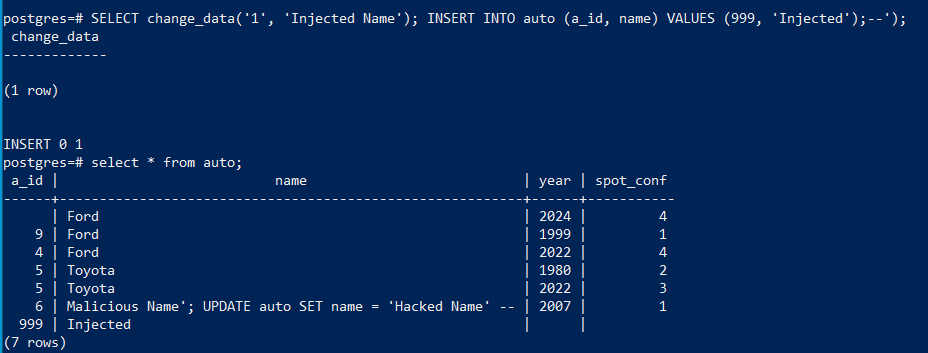 postgres=# SELECT change_data('1', 'Injected Name'); INSERT INTO auto (a_id, name) VALUES (999, 'Injected');--');
 change_data
-------------

(1 row)


INSERT 0 1
postgres=# select * from auto;
 a_id |                          name                           | year | spot_conf
------+---------------------------------------------------------+------+-----------
      | Ford                                                    | 2024 |         4
    9 | Ford                                                    | 1999 |         1
    4 | Ford                                                    | 2022 |         4
    5 | Toyota                                                  | 1980 |         2
    5 | Toyota                                                  | 2022 |         3
    6 | Malicious Name'; UPDATE auto SET name = 'Hacked Name' -- | 2007 |         1
  999 | Injected                                                |      |
(7 rows)